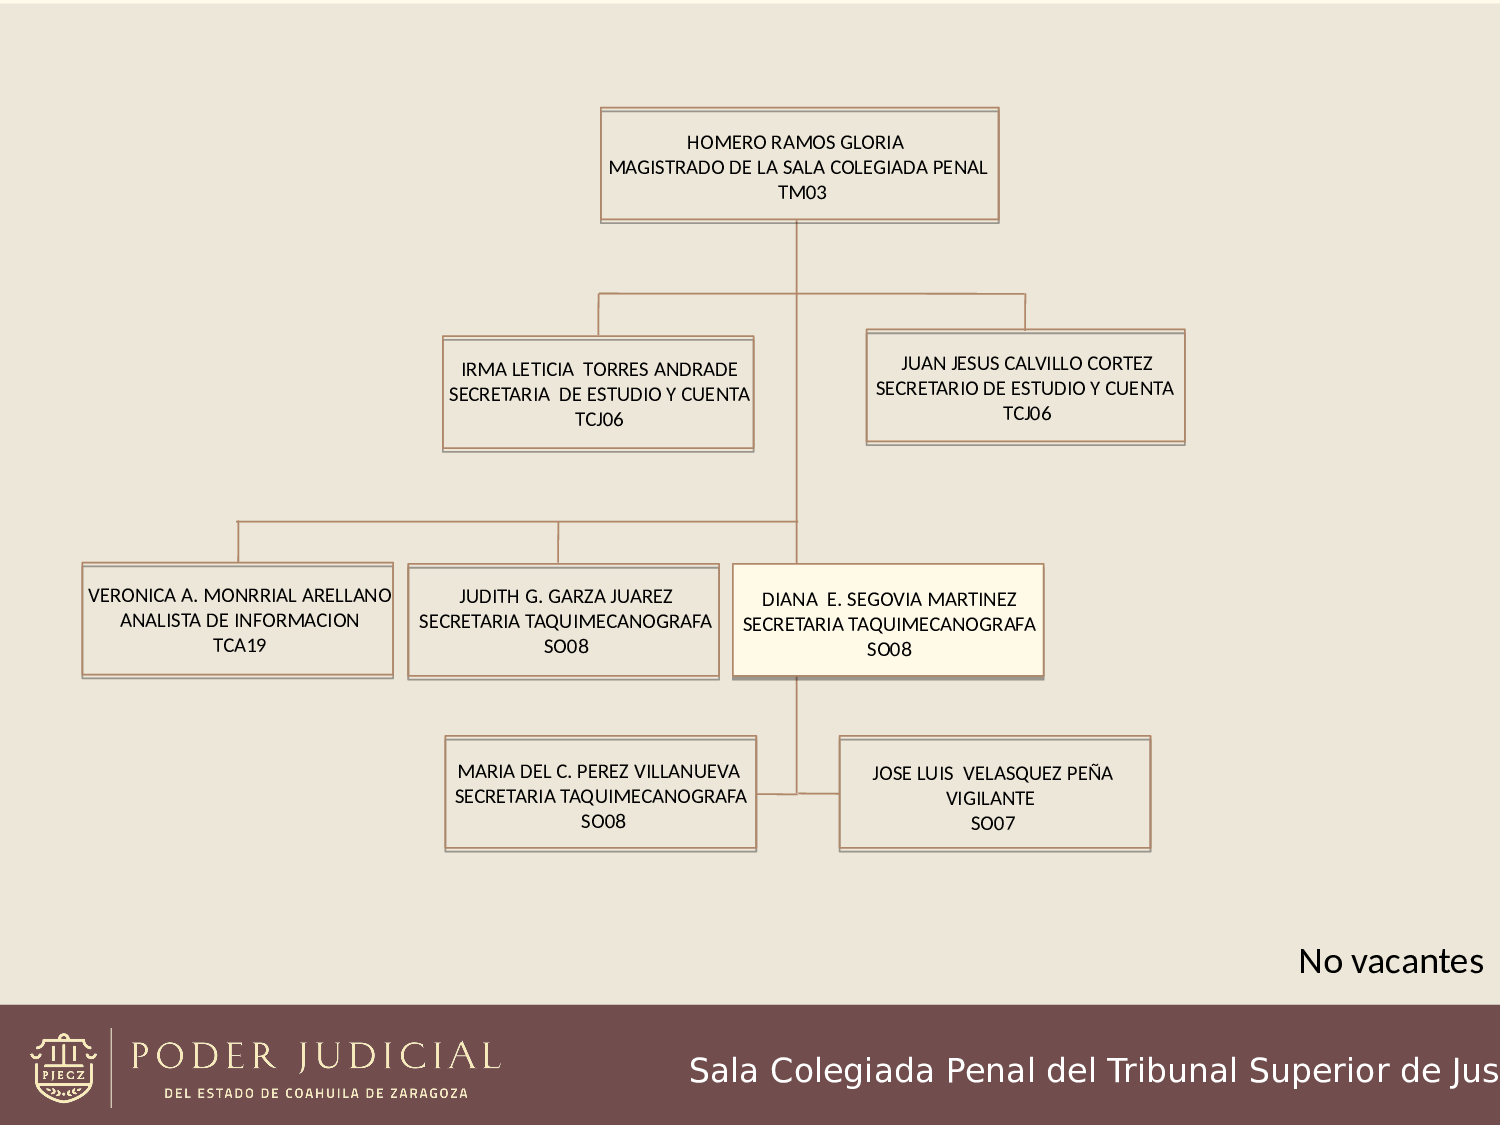 HOMERO RAMOS GLORIA
MAGISTRADO DE LA SALA COLEGIADA PENAL
TM03
IRMA LETICIA  TORRES ANDRADE
SECRETARIA  DE ESTUDIO Y CUENTA
TCJ06
JUAN JESUS CALVILLO CORTEZ
SECRETARIO DE ESTUDIO Y CUENTA
TCJ06
VERONICA A. MONRRIAL ARELLANO
ANALISTA DE INFORMACION
TCA19
JUDITH G. GARZA JUAREZ
SECRETARIA TAQUIMECANOGRAFA
SO08
DIANA  E. SEGOVIA MARTINEZ
SECRETARIA TAQUIMECANOGRAFA
SO08
MARIA DEL C. PEREZ VILLANUEVA
SECRETARIA TAQUIMECANOGRAFA
SO08
JOSE LUIS  VELASQUEZ PEÑA
VIGILANTE
SO07
No vacantes
PJECZ
PODER JUDICIAL
DEL ESTADO DE COAHUILA DE ZARAGOZA
Sala Colegiada Penal del Tribunal Superior de Jus